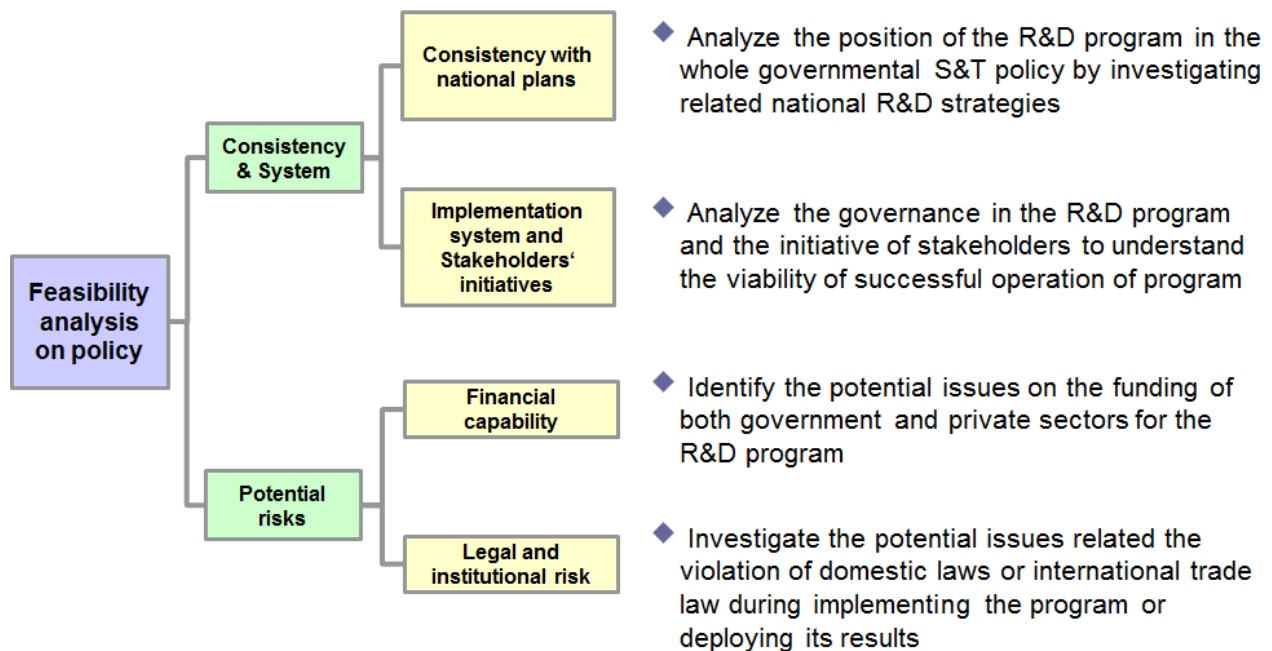 Feasibility
analysis
on policy
Consistency
& System
Consistency with
national plans
◆ Analyze the position of the R&D program in the
whole governmental S&T policy by investigating
related national R&D strategies
Implementation
system and
Stakeholders‘
initiatives
◆ Analyze the governance in the R&D program
and the initiative of stakeholders to understand
the viability of successful operation of program
Potential
risks
Financial
capability
◆ Identify the potential issues on the funding of
both government and private sectors for the
R&D program
Legal and
institutional risk
◆ Investigate the potential issues related the
violation of domestic laws or international trade
law during implementing the program or
deploying its results